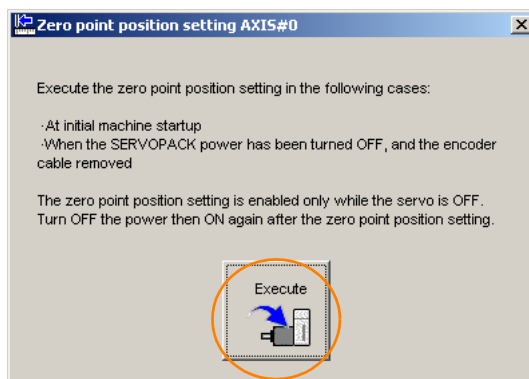 Zero point position setting AXIS#0
Execute the zero point position setting in the following cases:
·At initial machine startup
·When the SERVOPACK power has been turned OFF, and the encoder
cable removed
The zero point position setting is enabled only while the servo is OFF.
Turn OFF the power then ON again after the zero point position setting.
Execute